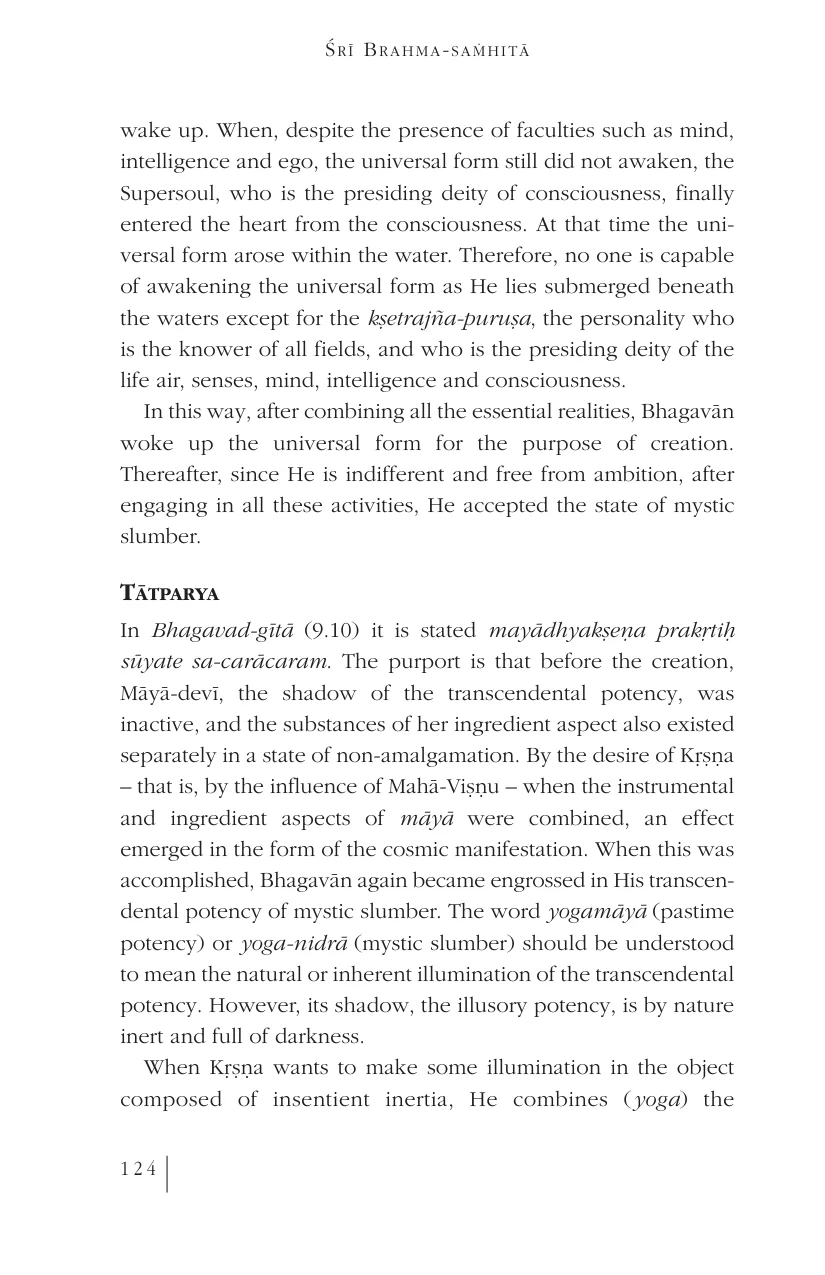 Śrī Brahma-saṁhitā
wake up. When, despite the presence of faculties such as mind,
intelligence and ego, the universal form still did not awaken, the
Supersoul, who is the presiding deity of consciousness, finally
entered the heart from the consciousness. At that time the uni-
versal form arose within the water. Therefore, no one is capable
of awakening the universal form as He lies submerged beneath
the waters except for the kṣetrajña-puruṣa, the personality who
is the knower of all fields, and who is the presiding deity of the
life air, senses, mind, intelligence and consciousness.
In this way, after combining all the essential realities, Bhagavān
woke up the universal form for the purpose of creation.
Thereafter, since He is indifferent and free from ambition, after
engaging in all these activities, He accepted the state of mystic
slumber.
Tātparya
In Bhagavad-gītā (9.10) it is stated mayādhyakṣeṇa prakṛtiḥ
sūyate sa-carācaram. The purport is that before the creation,
Māyā-devī, the shadow of the transcendental potency, was
inactive, and the substances of her ingredient aspect also existed
separately in a state of non-amalgamation. By the desire of Kṛṣṇa
– that is, by the influence of Mahā-Viṣṇu – when the instrumental
and ingredient aspects of māyā were combined, an effect
emerged in the form of the cosmic manifestation. When this was
accomplished, Bhagavān again became engrossed in His transcen-
dental potency of mystic slumber. The word yogamāyā (pastime
potency) or yoga-nidrā (mystic slumber) should be understood
to mean the natural or inherent illumination of the transcendental
potency. However, its shadow, the illusory potency, is by nature
inert and full of darkness.
When Kṛṣṇa wants to make some illumination in the object
composed of insentient inertia, He combines (yoga) the
124